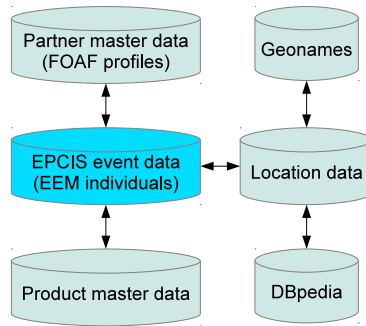 Partner master data
(FOAF profiles)
Geonames
EPCIS event data
(EEM individuals)
Location data
Product master data
DBpedia